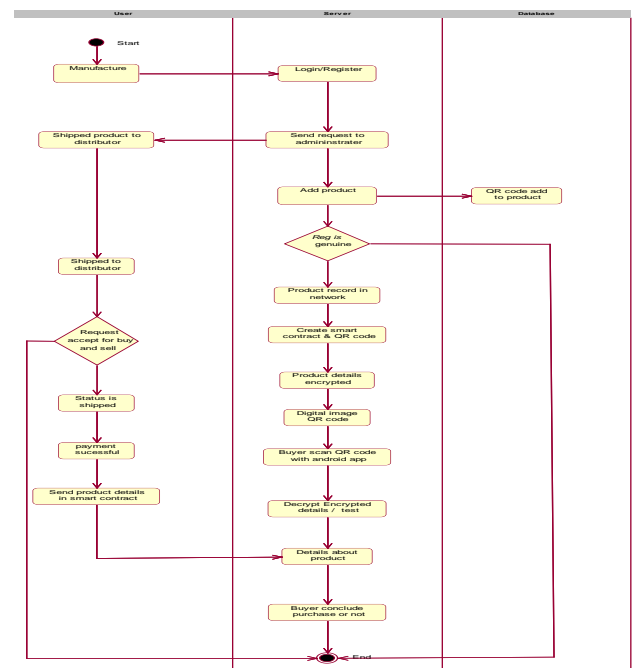 User Server Database
Start
Manufacture
Login/Register
Shipped product to
distributor
Send request to
admininstrater
Add product
QR code add
to product
Reg is
genuine
Shipped to
distributor
Product record in
network
Request
accept for buy
and sell
Create smart
contract & QR code
Product details
encrypted
Status is
shipped
Digital image
QR code
payment
sucessful
Buyer scan QR code
with android app
Send product details
in smart contract
Decrypt Encrypted
details / test
Details about
product
Buyer conclude
purchase or not
End